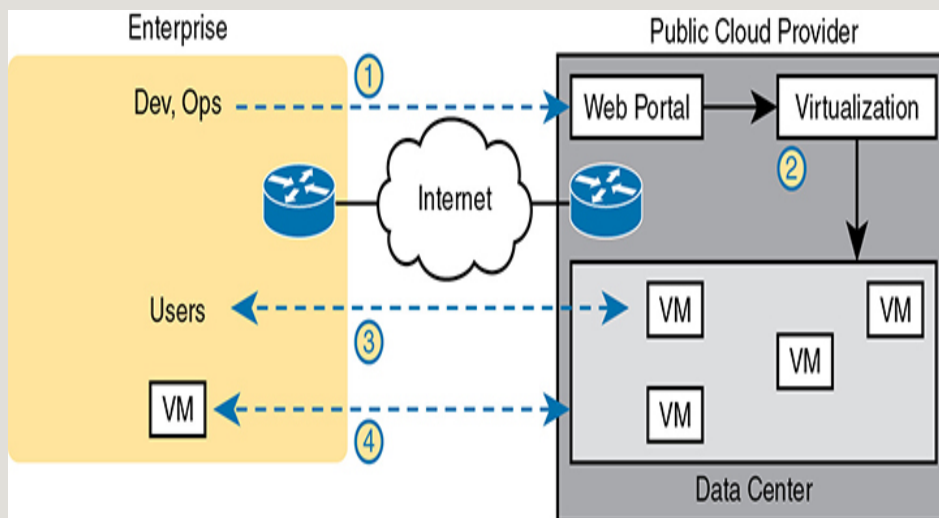 Enterprise
Public Cloud Provider
1
Dev, Ops
Web Portal
Virtualization
2
Internet
Users
3
VM
VM
VM
VM
VM
4
Data Center